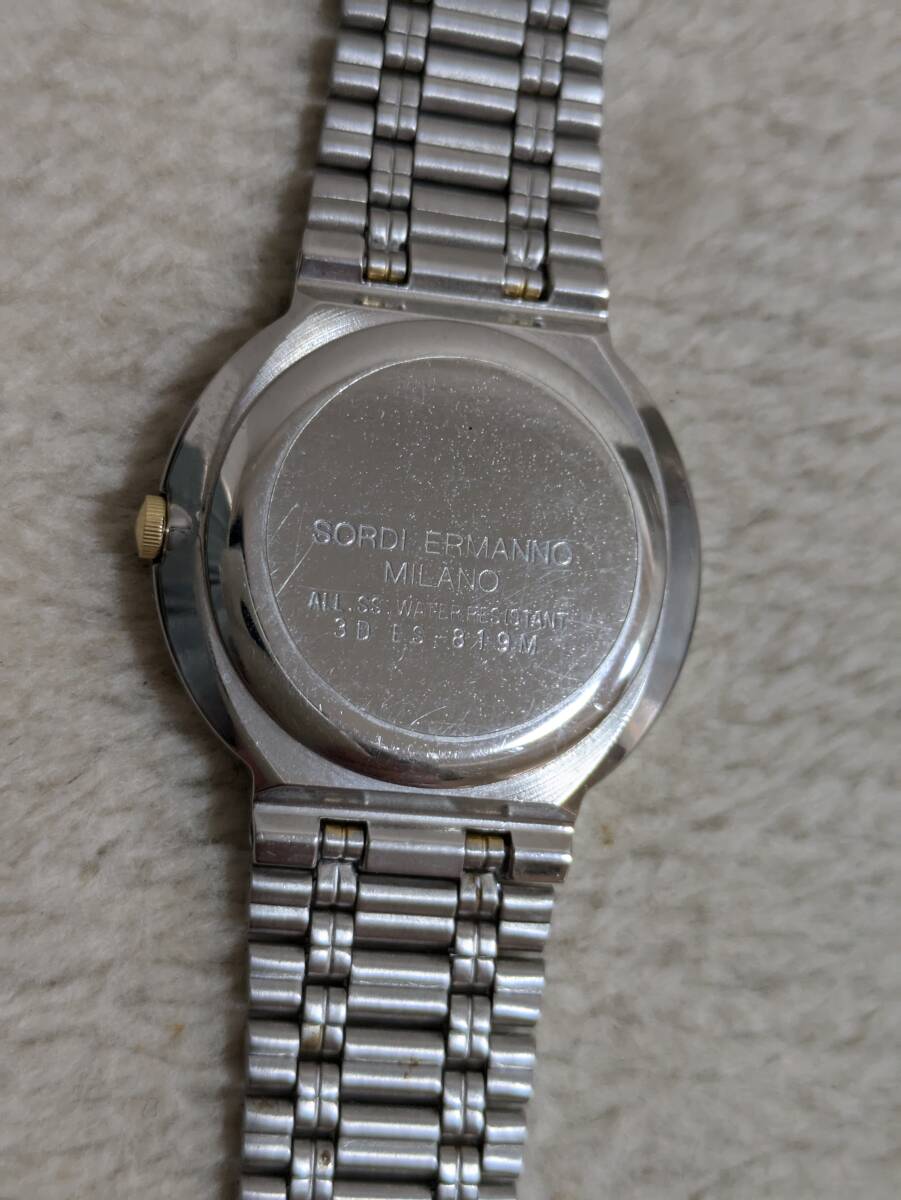 SORDI ERMANNO
MILANO
ALL.SS.WATER.RESISTANT
3D ES-819M